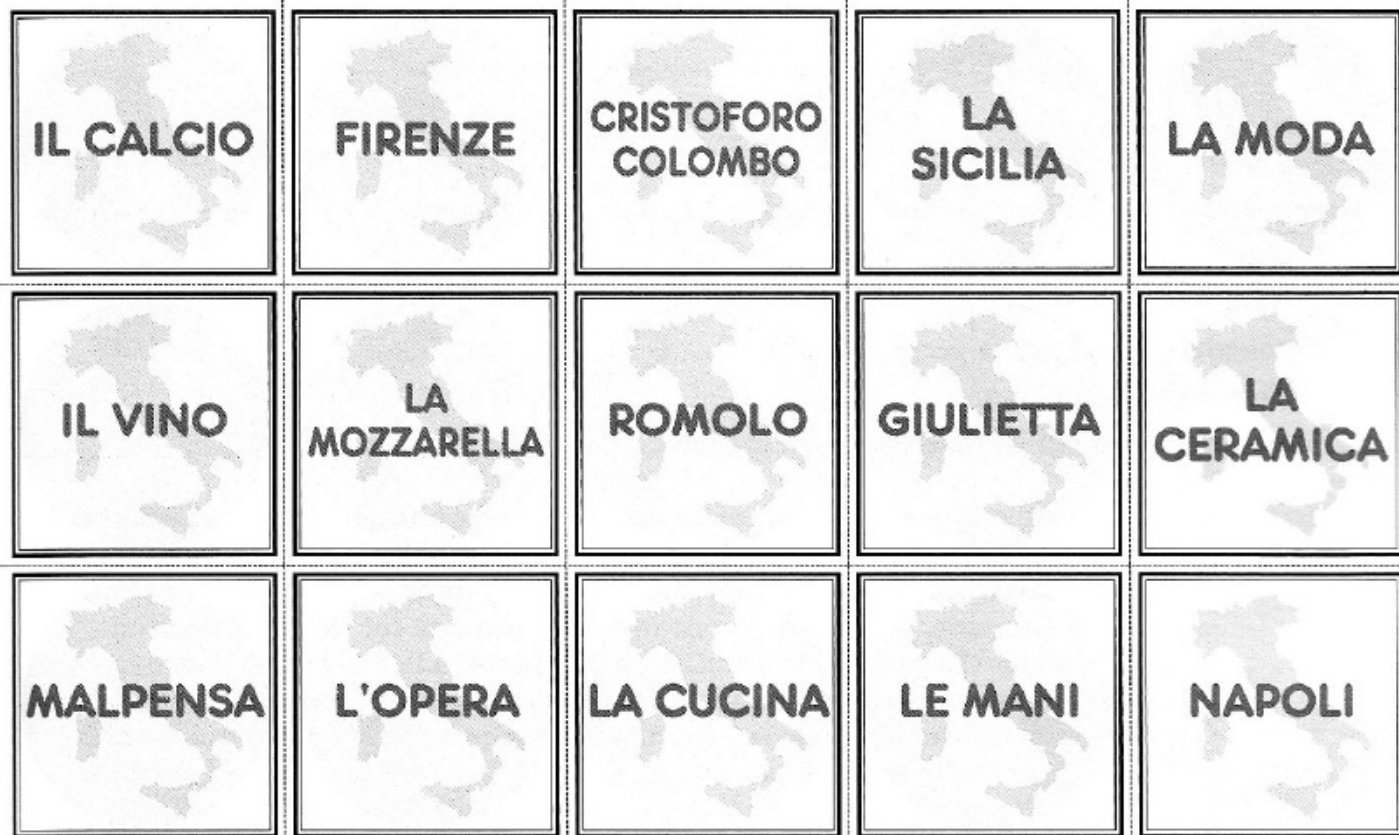 IL CALCIO
FIRENZE
CRISTOFORO
COLOMBO
LA
SICILIA
LA MODA
IL VINO
LA
MOZZARELLA
ROMOLO
GIULIETTA
LA
CERAMICA
MALPENSA
L'OPERA
LA CUCINA
LE MANI
NAPOLI